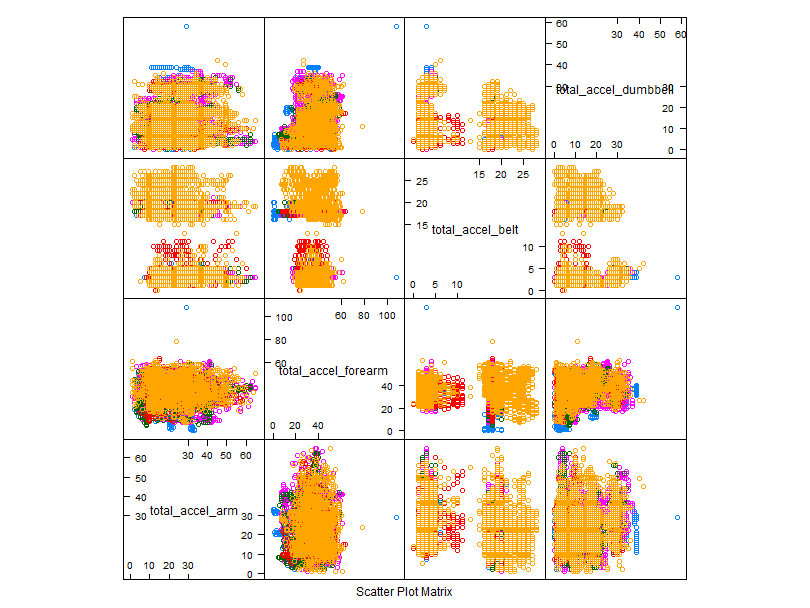 60
50
40
30
20
10
0
30 40 50 60
total_accel_dumbbell
0 10 20 30
25
20
15
15 20 25
total_accel_belt
0 5 10
10
5
0
100
80
60
60 80 100
total_accel_forearm
0 20 40
40
20
0
60
50
40
30
30 40 50 60
total_accel_arm
0 10 20 30
30
20
10
0
Scatter Plot Matrix